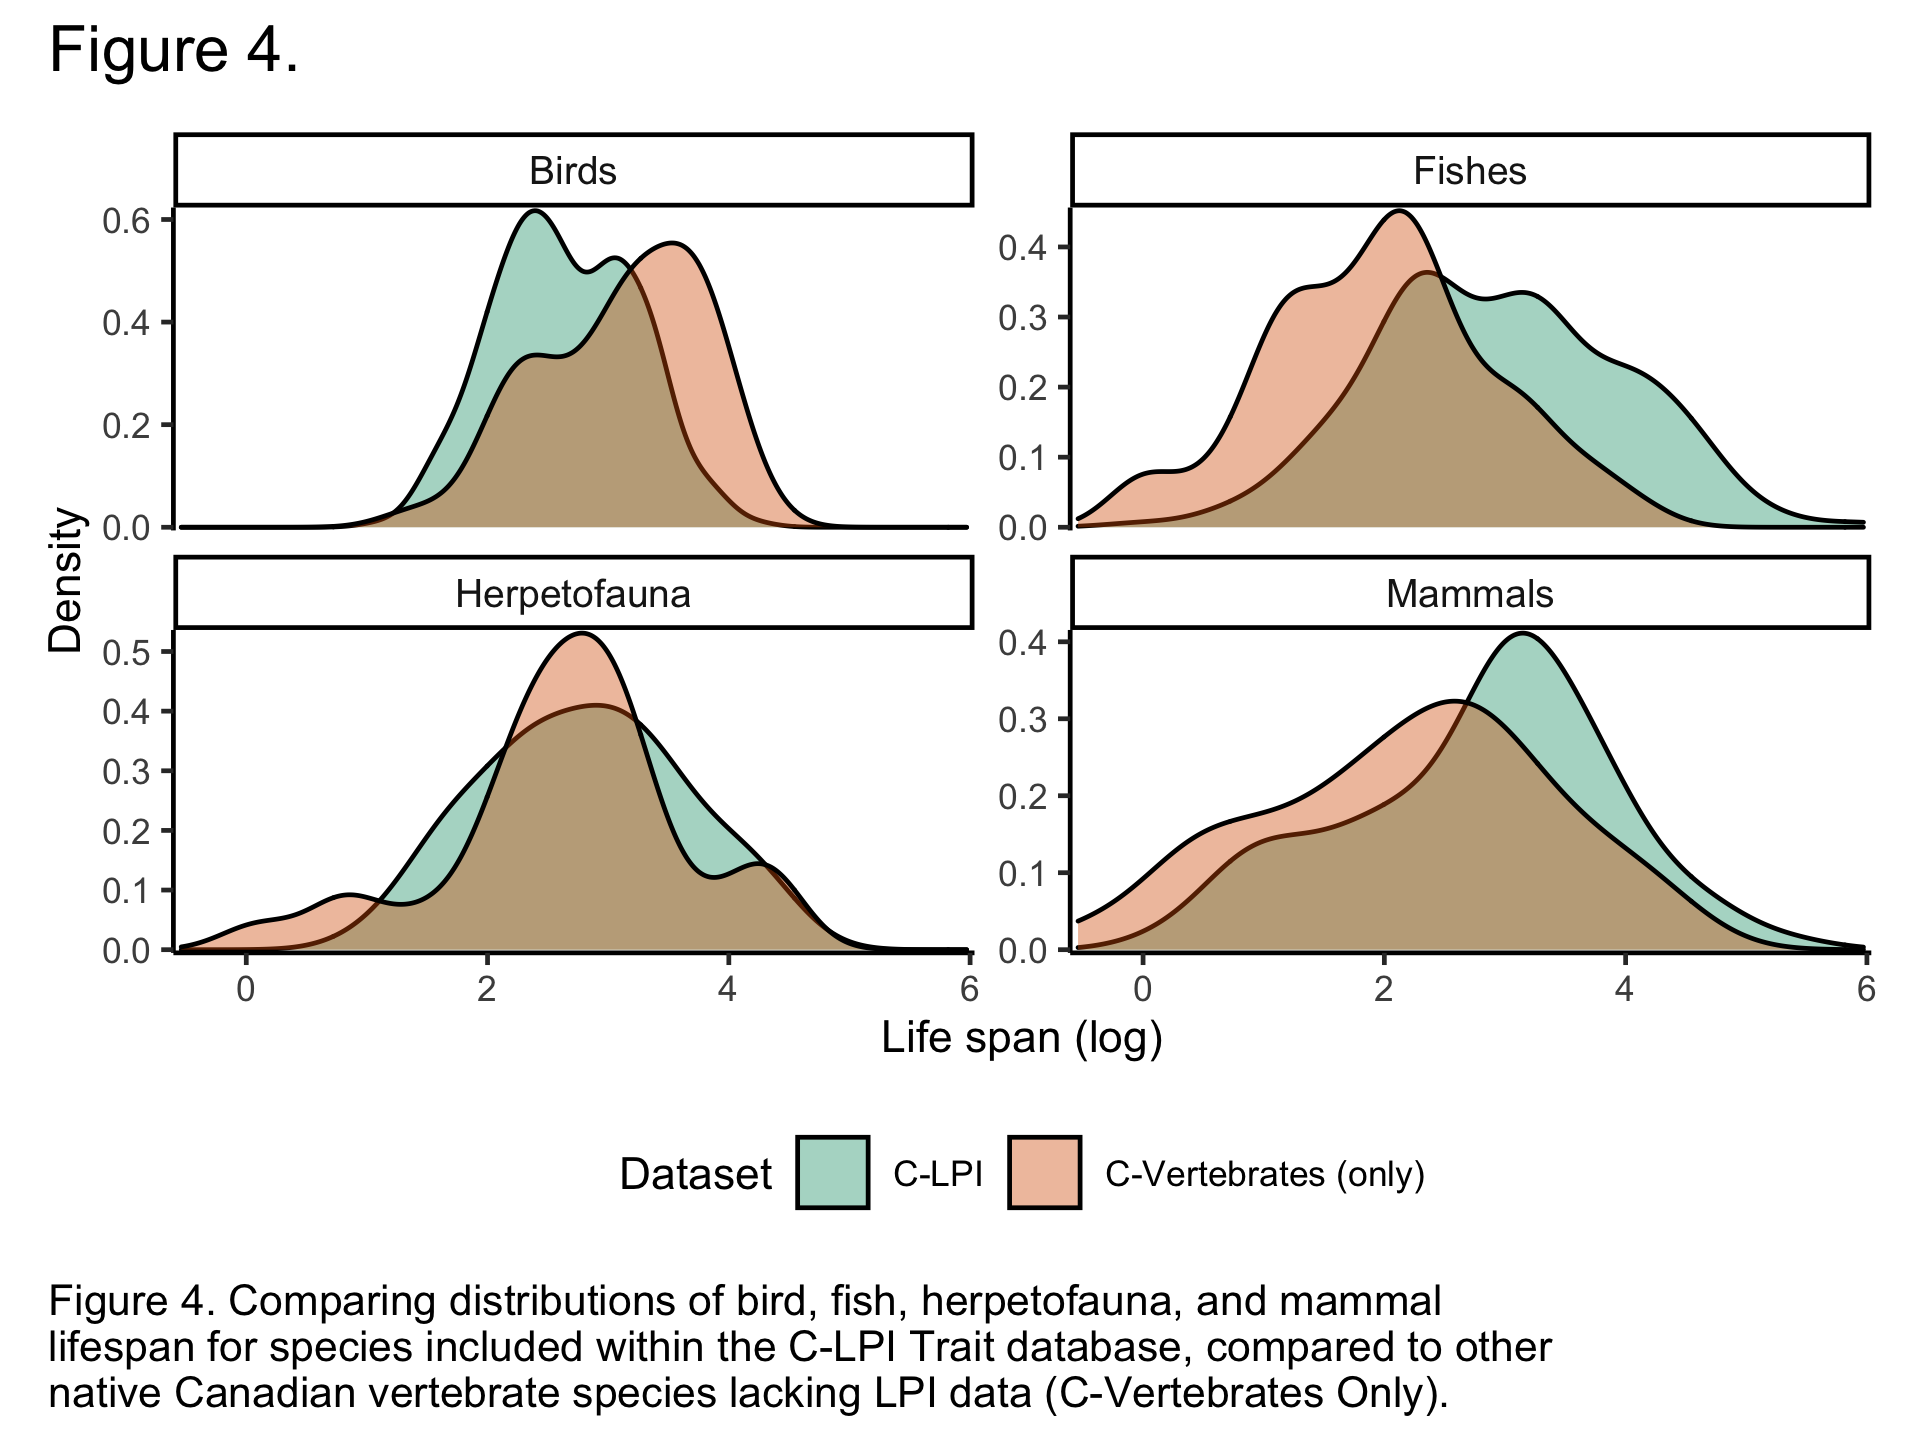 Figure 4.
Birds
Fishes
0.6
0.4
0.2
0.0
0.4
0.3
0.2
0.1
0.0
Density
Herpetofauna
Mammals
0.5
0.4
0.3
0.2
0.1
0.0
0.4
0.3
0.2
0.1
0.0
0 2 4 6
0 2 4 6
Life span (log)
Dataset C-LPI C-Vertebrates (only)
Figure 4. Comparing distributions of bird, fish, herpetofauna, and mammal
lifespan for species included within the C-LPI Trait database, compared to other
native Canadian vertebrate species lacking LPI data (C-Vertebrates Only).